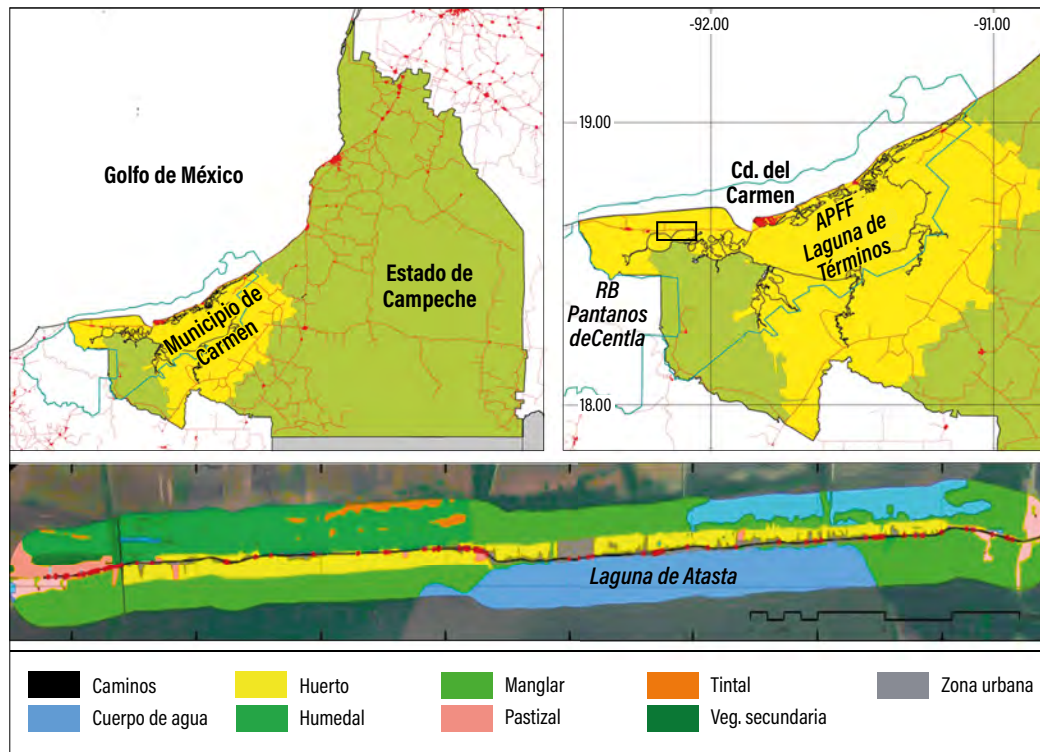 Golfo de México
Estado de
Campeche
Municipio de
Carmen
-92.00
-91.00
19.00
18.00
Cd. del
Carmen
APFF
Laguna de
Términos
RB
Pantanos
deCentla
Laguna de Atasta
Caminos
Huerto
Manglar
Tintal
Zona urbana
Cuerpo de agua
Humedal
Pastizal
Veg. secundaria